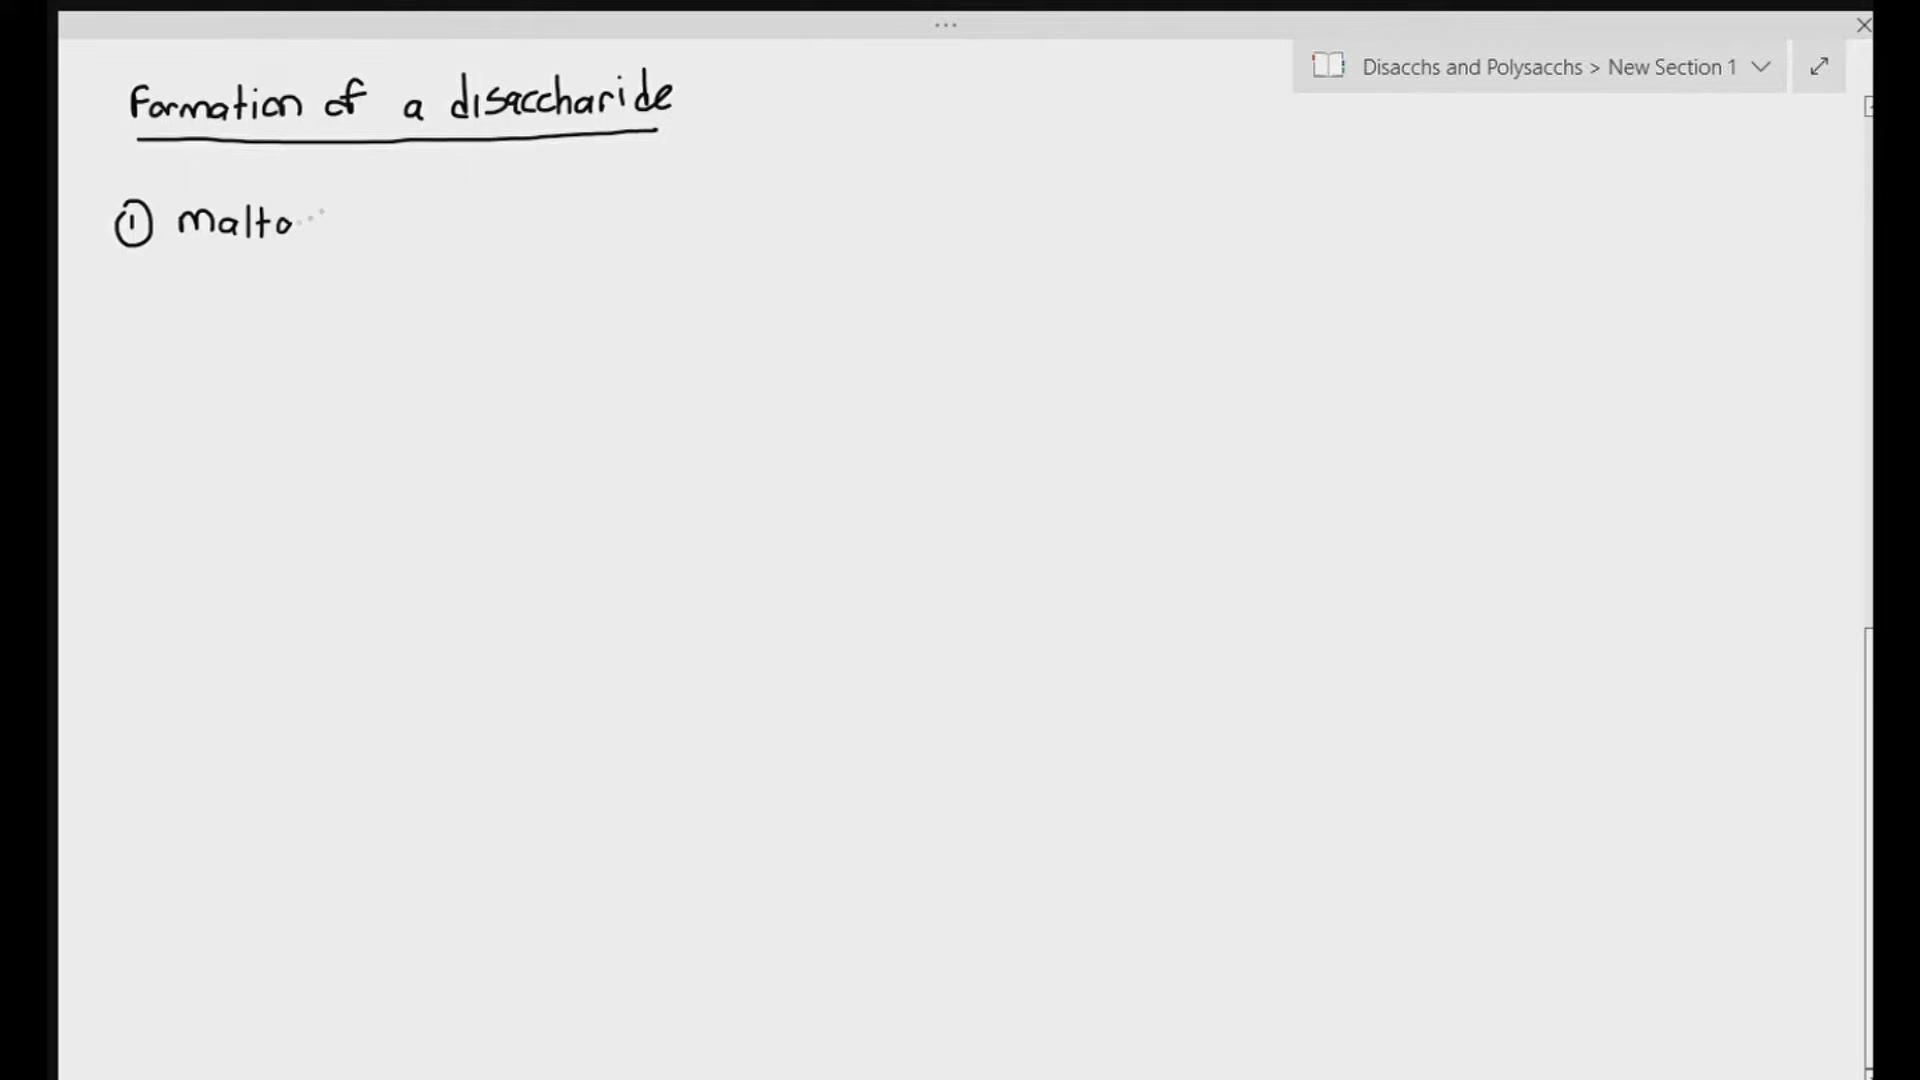 Formation of a disaccharide
Disacchs and Polysacchs > New Section 1
① Malto